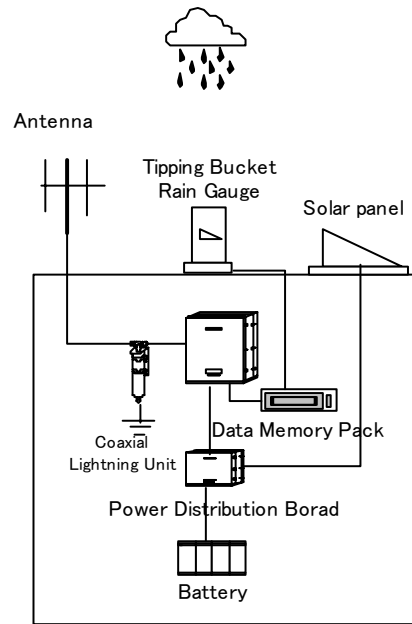 Antenna
Tipping Bucket
Rain Gauge
Solar panel
Data Memory Pack
Coaxial
Lightning Unit
Power Distribution Borad
Battery